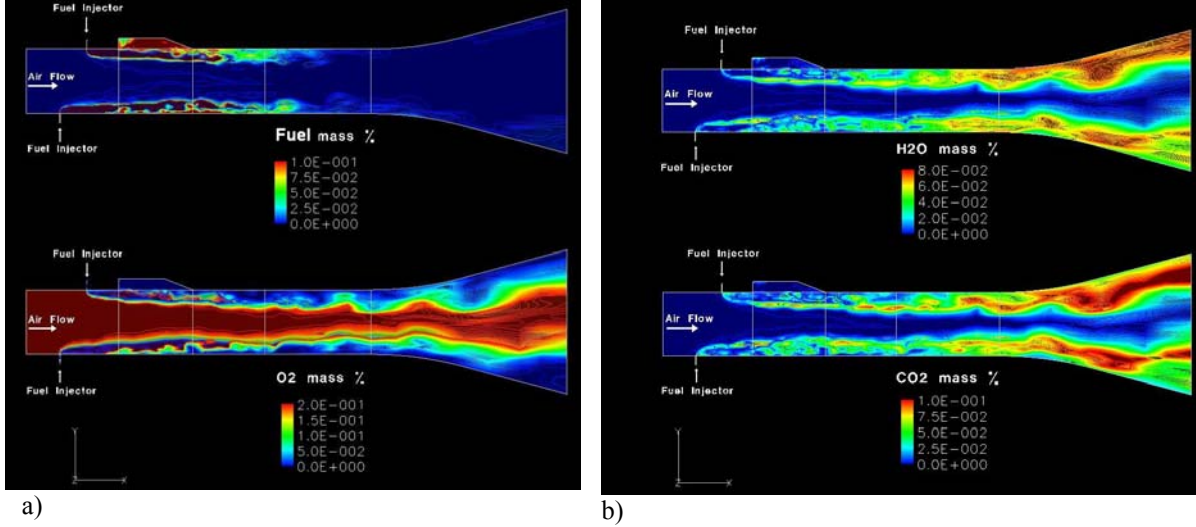 Fuel Injector
Air Flow
Fuel Injector
Fuel mass %
1.0E-001
7.5E-002
5.0E-002
2.5E-002
0.0E+000
Fuel Injector
Air Flow
Fuel Injector
O2 mass %
2.0E-001
1.5E-001
1.0E-001
5.0E-002
0.0E+000
Y
Z
X
a)
Fuel Injector
Air Flow
Fuel Injector
H2O mass %
8.0E-002
6.0E-002
4.0E-002
2.0E-002
0.0E+000
Fuel Injector
Air Flow
Fuel Injector
CO2 mass %
1.0E-001
7.5E-002
5.0E-002
2.5E-002
0.0E+000
Y
Z
X
b)